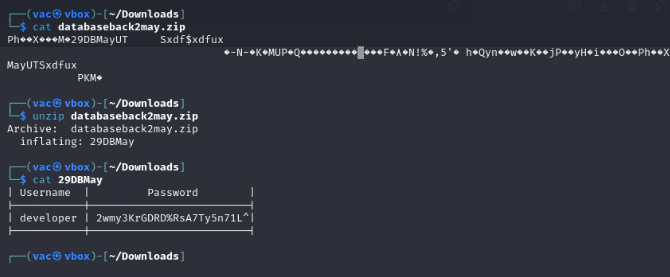 ┌──(vac㉿vbox)-[~/Downloads]
└─$ cat databaseback2may.zip
Ph��X���M�29DBMayUT Sxdf$xdfux
�-N-�K�MUP�Q���������F�Λ�N!%�,5'� h�Qyn��w��K��jP��yH�i���O��Ph��X
MayUTSxdfux
PKM�
┌──(vac㉿vbox)-[~/Downloads]
└─$ unzip databaseback2may.zip
Archive:  databaseback2may.zip
  inflating: 29DBMay
┌──(vac㉿vbox)-[~/Downloads]
└─$ cat 29DBMay
| Username | Password |
| developer | 2wmy3KrGDRD%RsA7Ty5n71L^|
┌──(vac㉿vbox)-[~/Downloads]